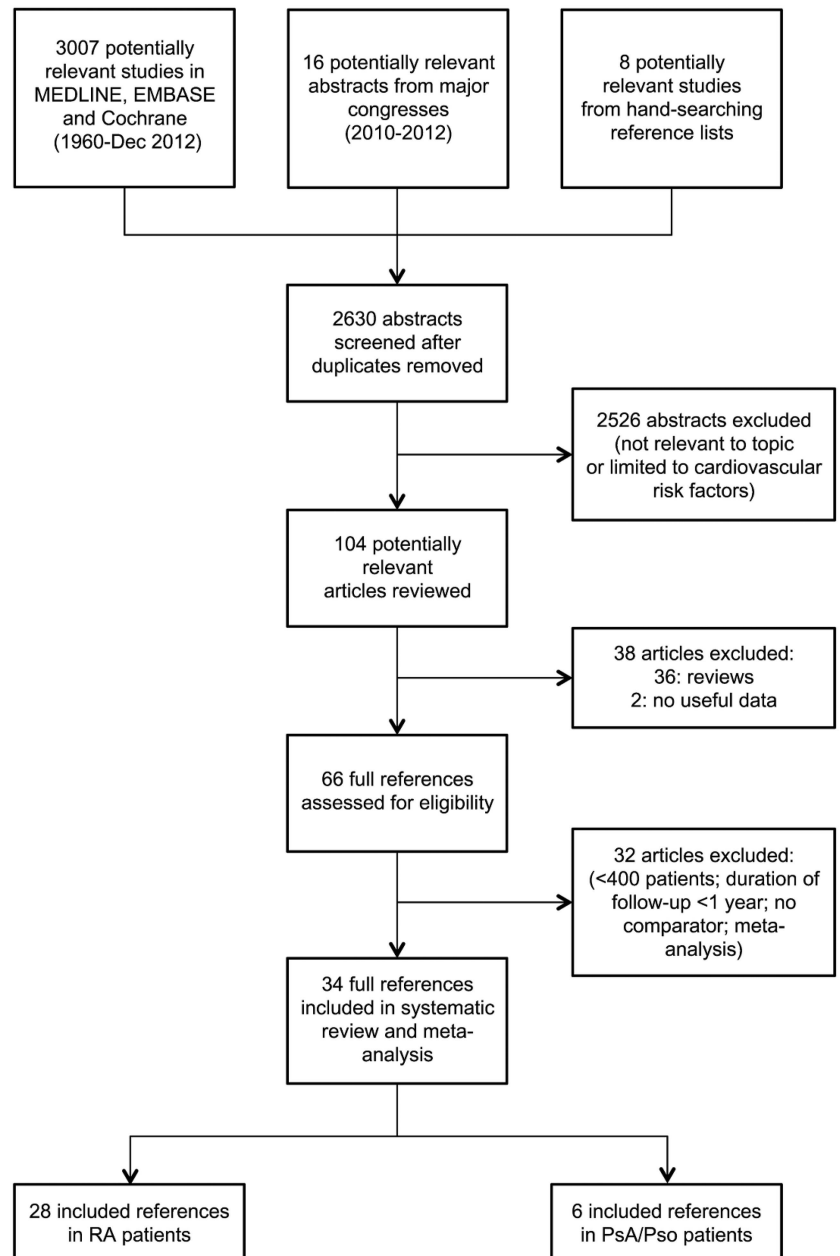 3007 potentially
relevant studies in
MEDLINE, EMBASE
and Cochrane
(1960-Dec 2012)
16 potentially relevant
abstracts from major
congresses
(2010-2012)
8 potentially
relevant studies
from hand-searching
reference lists
2630 abstracts
screened after
duplicates removed
2526 abstracts excluded
(not relevant to topic
or limited to cardiovascular
risk factors)
104 potentially
relevant
articles reviewed
38 articles excluded:
36: reviews
2: no useful data
66 full references
assessed for eligibility
32 articles excluded:
(<400 patients; duration of
follow-up <1 year; no
comparator; meta-
analysis)
34 full references
included in systematic
review and meta-
analysis
28 included references
in RA patients
6 included references
in PsA/Pso patients